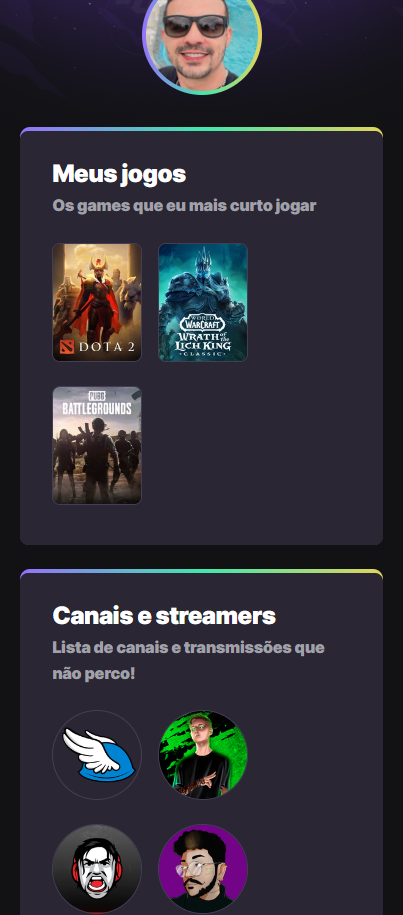 Meus jogos
Os games que eu mais curto jogar
DOTA 2
WORLD
WARCRAFT
WRATH of the
LICH KING
CLASSIC
PUBG
BATTLEGROUNDS
Canais e streamers
Lista de canais e transmissões que
não perco!